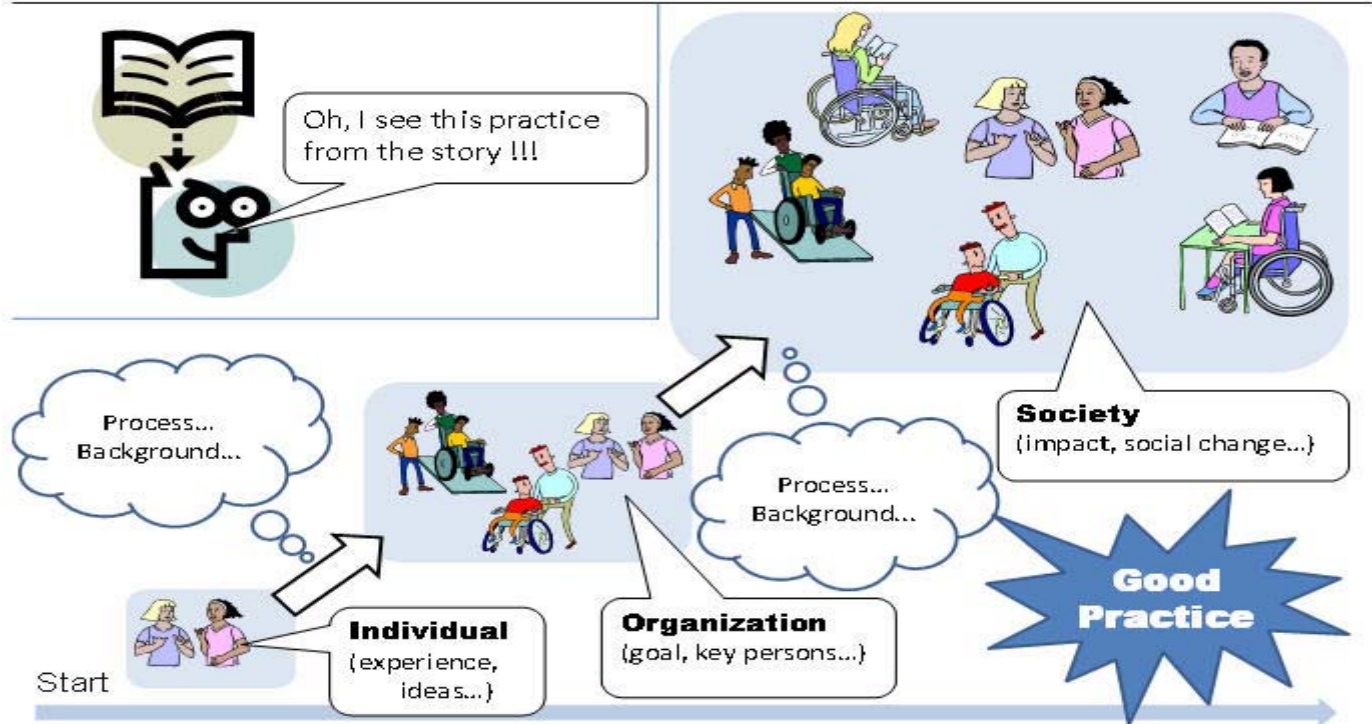 Oh, I see this practice
from the story !!!
Process...
Background...
Society
(impact, social change...}
Process...
Background...
Good
Practice
Individual
(experience,
ideas...}
Organization
(goal, key persons...}
Start